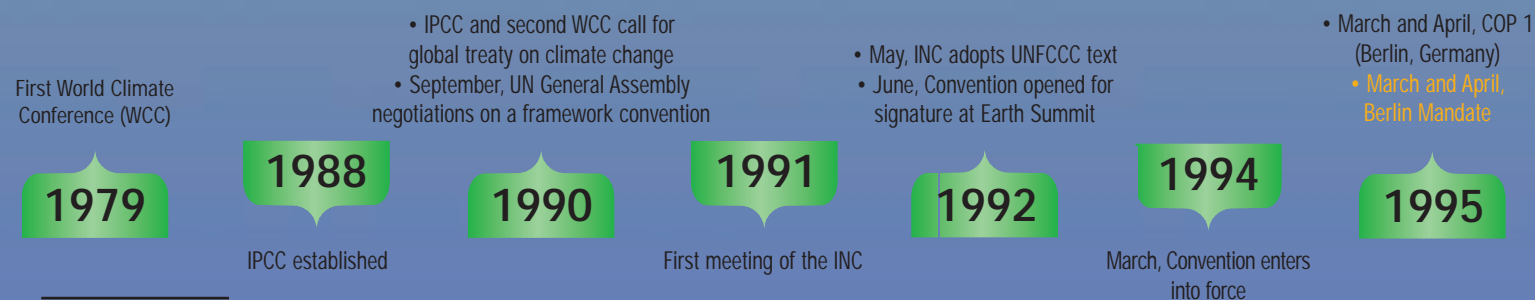 First World Climate
Conference (WCC)
1979
1988
IPCC established
• IPCC and second WCC call for
global treaty on climate change
• September, UN General Assembly
negotiations on a framework convention
1990
1991
First meeting of the INC
• May, INC adopts UNFCCC text
• June, Convention opened for
signature at Earth Summit
1992
1994
March, Convention enters
into force
• March and April, COP 1
(Berlin, Germany)
• March and April,
Berlin Mandate
1995